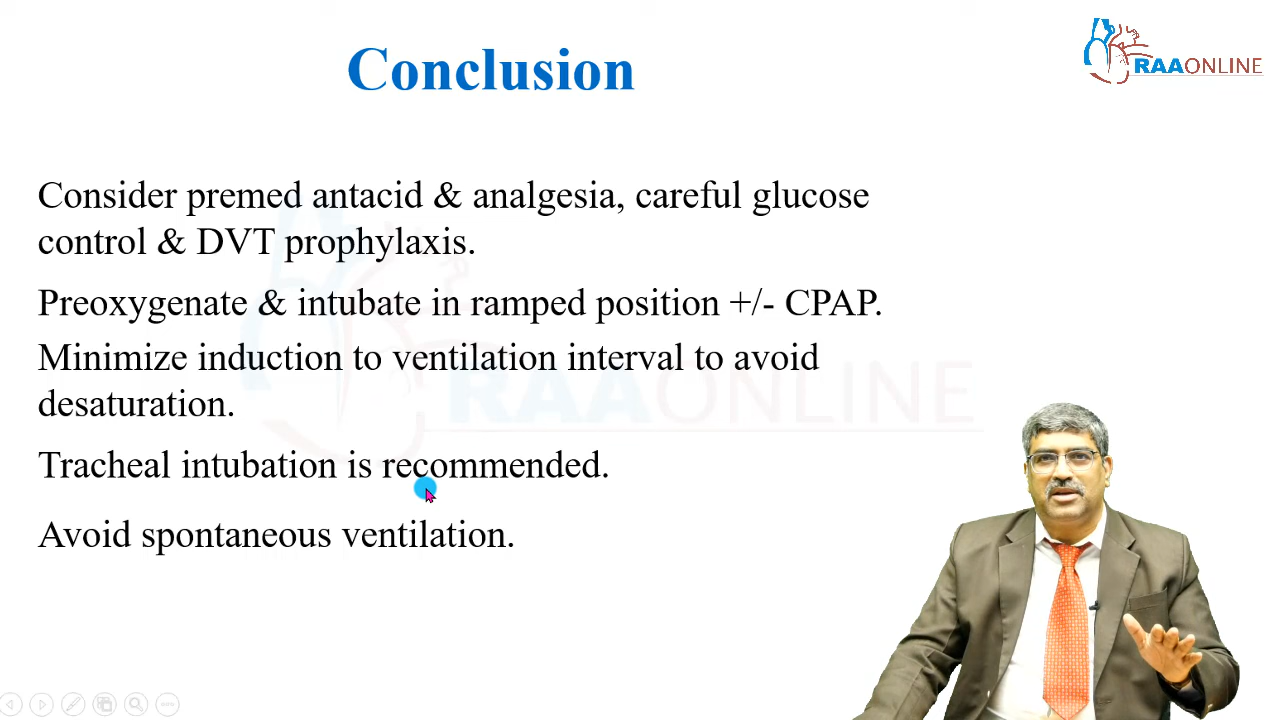 Conclusion
RAAONLINE
Consider premed antacid & analgesia, careful glucose
control & DVT prophylaxis.
Preoxygenate & intubate in ramped position +/- CPAP.
Minimize induction to ventilation interval to avoid
desaturation.
RAAONLINE
Tracheal intubation is recommended.
Avoid spontaneous ventilation.